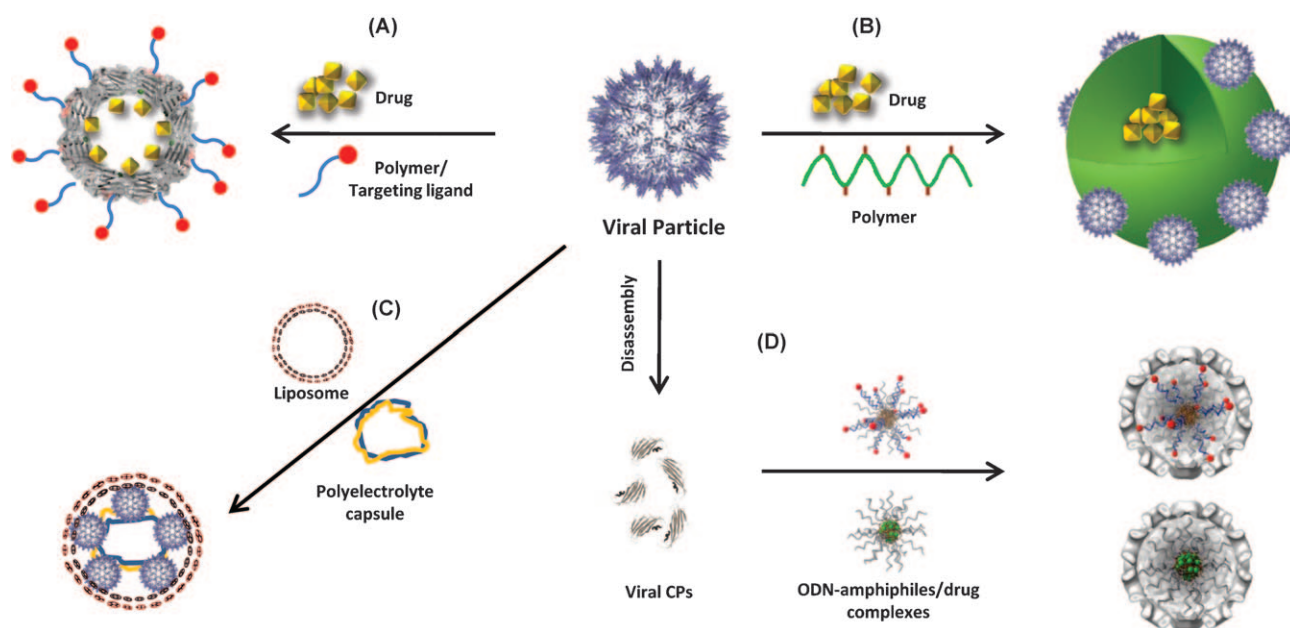 (A)
Drug
Polymer/
Targeting ligand
Viral Particle
(B)
Drug
Polymer
(C)
Liposome
Polyelectrolyte
capsule
Disassembly
Viral CPs
(D)
ODN-amphiphiles/drug
complexes